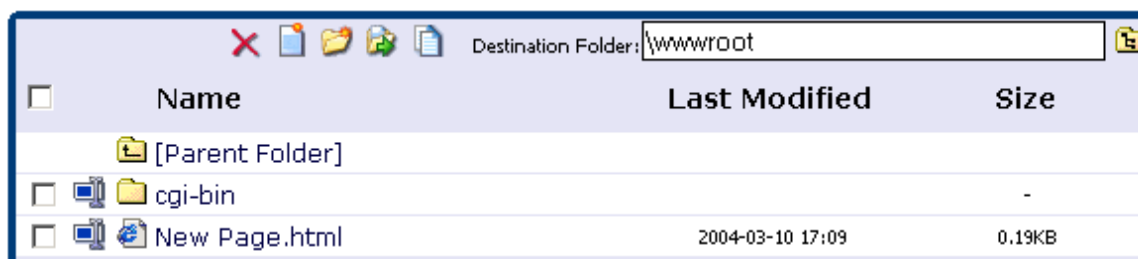 Destination Folder: \wwwroot
Name Last Modified Size
[Parent Folder]
cgi-bin -
New Page.html 2004-03-10 17:09 0.19KB